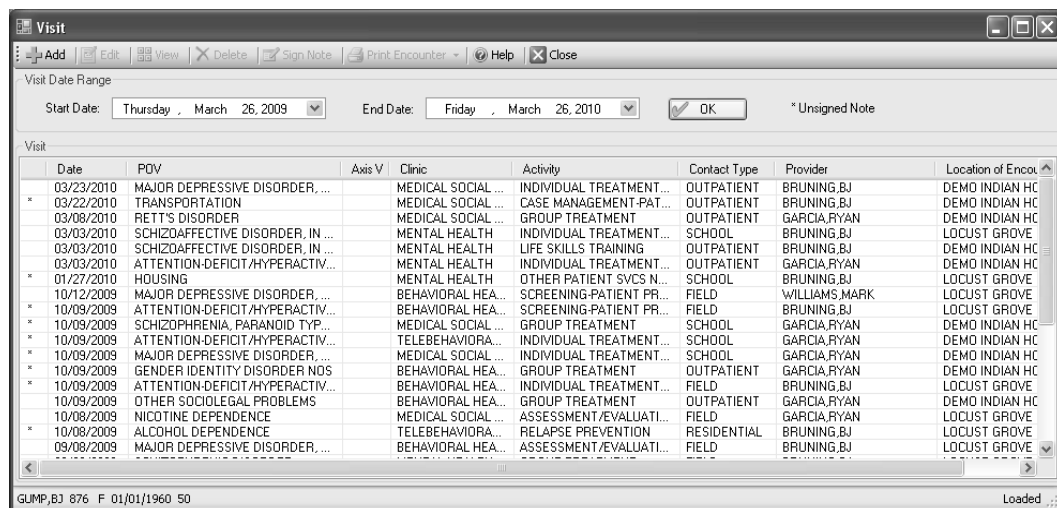 Visit
Add Edit View Delete Sign Note Print Encounter Help Close
Visit Date Range
Start Date: Thursday , March 26, 2009 End Date: Friday , March 26, 2010 OK * Unsigned Note
Visit
Date POV Axis V Clinic Activity Contact Type Provider Location of Encou
03/23/2010 MAJOR DEPRESSIVE DISORDER, ... MEDICAL SOCIAL ... INDIVIDUAL TREATMENT... OUTPATIENT BRUNING,BJ DEMO INDIAN HO
* 03/22/2010 TRANSPORTATION MEDICAL SOCIAL ... CASE MANAGEMENT-PAT... OUTPATIENT BRUNING,BJ DEMO INDIAN HO
03/08/2010 RETT'S DISORDER MEDICAL SOCIAL ... GROUP TREATMENT OUTPATIENT GARCIA,RYAN DEMO INDIAN HO
03/03/2010 SCHIZOAFFECTIVE DISORDER, IN ... MENTAL HEALTH INDIVIDUAL TREATMENT... SCHOOL BRUNING,BJ LOCUST GROVE
03/03/2010 SCHIZOAFFECTIVE DISORDER, IN ... MENTAL HEALTH LIFE SKILLS TRAINING OUTPATIENT BRUNING,BJ DEMO INDIAN HO
03/03/2010 ATTENTION-DEFICIT/HYPERACTIV... MENTAL HEALTH INDIVIDUAL TREATMENT... OUTPATIENT GARCIA,RYAN DEMO INDIAN HO
* 01/27/2010 HOUSING MENTAL HEALTH OTHER PATIENT SVCS N... SCHOOL BRUNING,BJ LOCUST GROVE
10/12/2009 MAJOR DEPRESSIVE DISORDER, ... BEHAVIORAL HEA... SCREENING-PATIENT PR... FIELD WILLIAMS,MARK DEMO INDIAN HO
* 10/09/2009 ATTENTION-DEFICIT/HYPERACTIV... BEHAVIORAL HEA... SCREENING-PATIENT PR... FIELD BRUNING,BJ DEMO INDIAN HO
* 10/09/2009 SCHIZOPHRENIA, PARANOID TYP... MEDICAL SOCIAL ... GROUP TREATMENT SCHOOL GARCIA,RYAN DEMO INDIAN HO
* 10/09/2009 ATTENTION-DEFICIT/HYPERACTIV... TELEBEHAVIORA... INDIVIDUAL TREATMENT... SCHOOL GARCIA,RYAN DEMO INDIAN HO
* 10/09/2009 MAJOR DEPRESSIVE DISORDER, ... MEDICAL SOCIAL ... INDIVIDUAL TREATMENT... SCHOOL GARCIA,RYAN DEMO INDIAN HO
* 10/09/2009 GENDER IDENTITY DISORDER NOS BEHAVIORAL HEA... GROUP TREATMENT OUTPATIENT GARCIA,RYAN DEMO INDIAN HO
* 10/09/2009 ATTENTION-DEFICIT/HYPERACTIV... BEHAVIORAL HEA... INDIVIDUAL TREATMENT... FIELD BRUNING,BJ LOCUST GROVE
10/09/2009 OTHER SOCIOLEGAL PROBLEMS BEHAVIORAL HEA... GROUP TREATMENT OUTPATIENT GARCIA,RYAN LOCUST GROVE
10/08/2009 NICOTINE DEPENDENCE MEDICAL SOCIAL ... ASSESSMENT/EVALUATI... FIELD GARCIA,RYAN LOCUST GROVE
* 10/08/2009 ALCOHOL DEPENDENCE TELEBEHAVIORA... RELAPSE PREVENTION RESIDENTIAL BRUNING,BJ LOCUST GROVE
09/08/2009 MAJOR DEPRESSIVE DISORDER, ... BEHAVIORAL HEA... ASSESSMENT/EVALUATI... FIELD BRUNING,BJ LOCUST GROVE
GUMP,BJ 876 F 01/01/1960 50 Loaded